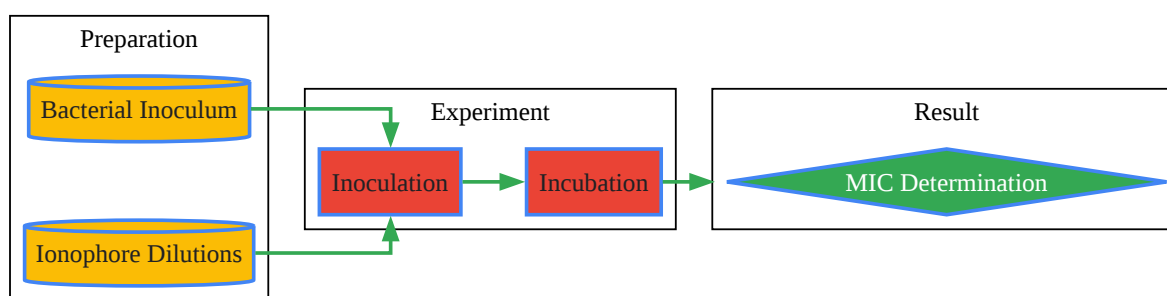 Preparation
Bacterial Inoculum
Ionophore Dilutions
Experiment
Inoculation
Incubation
Result
MIC Determination